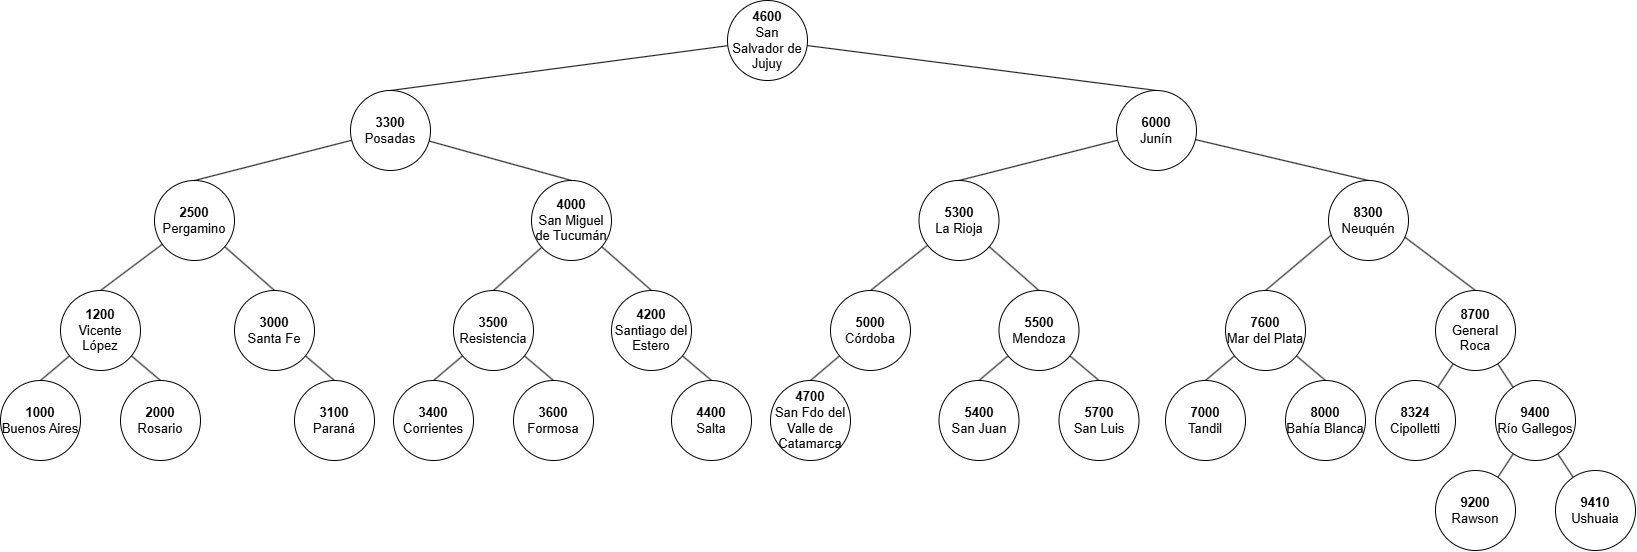 4600
San
Salvador de
Jujuy
3300
Posadas
6000
Junín
2500
Pergamino
4000
San Miguel
de Tucumán
5300
La Rioja
8300
Neuquén
1200
Vicente
López
3000
Santa Fe
3500
Resistencia
4200
Santiago del
Estero
5000
Córdoba
5500
Mendoza
7600
Mar del Plata
8700
General
Roca
1000
Buenos Aires
2000
Rosario
3100
Paraná
3400
Corrientes
3600
Formosa
4400
Salta
4700
San Fdo del
Valle de
Catamarca
5400
San Juan
5700
San Luis
7000
Tandil
8000
Bahía Blanca
8324
Cipolletti
9400
Río Gallegos
9200
Rawson
9410
Ushuaia